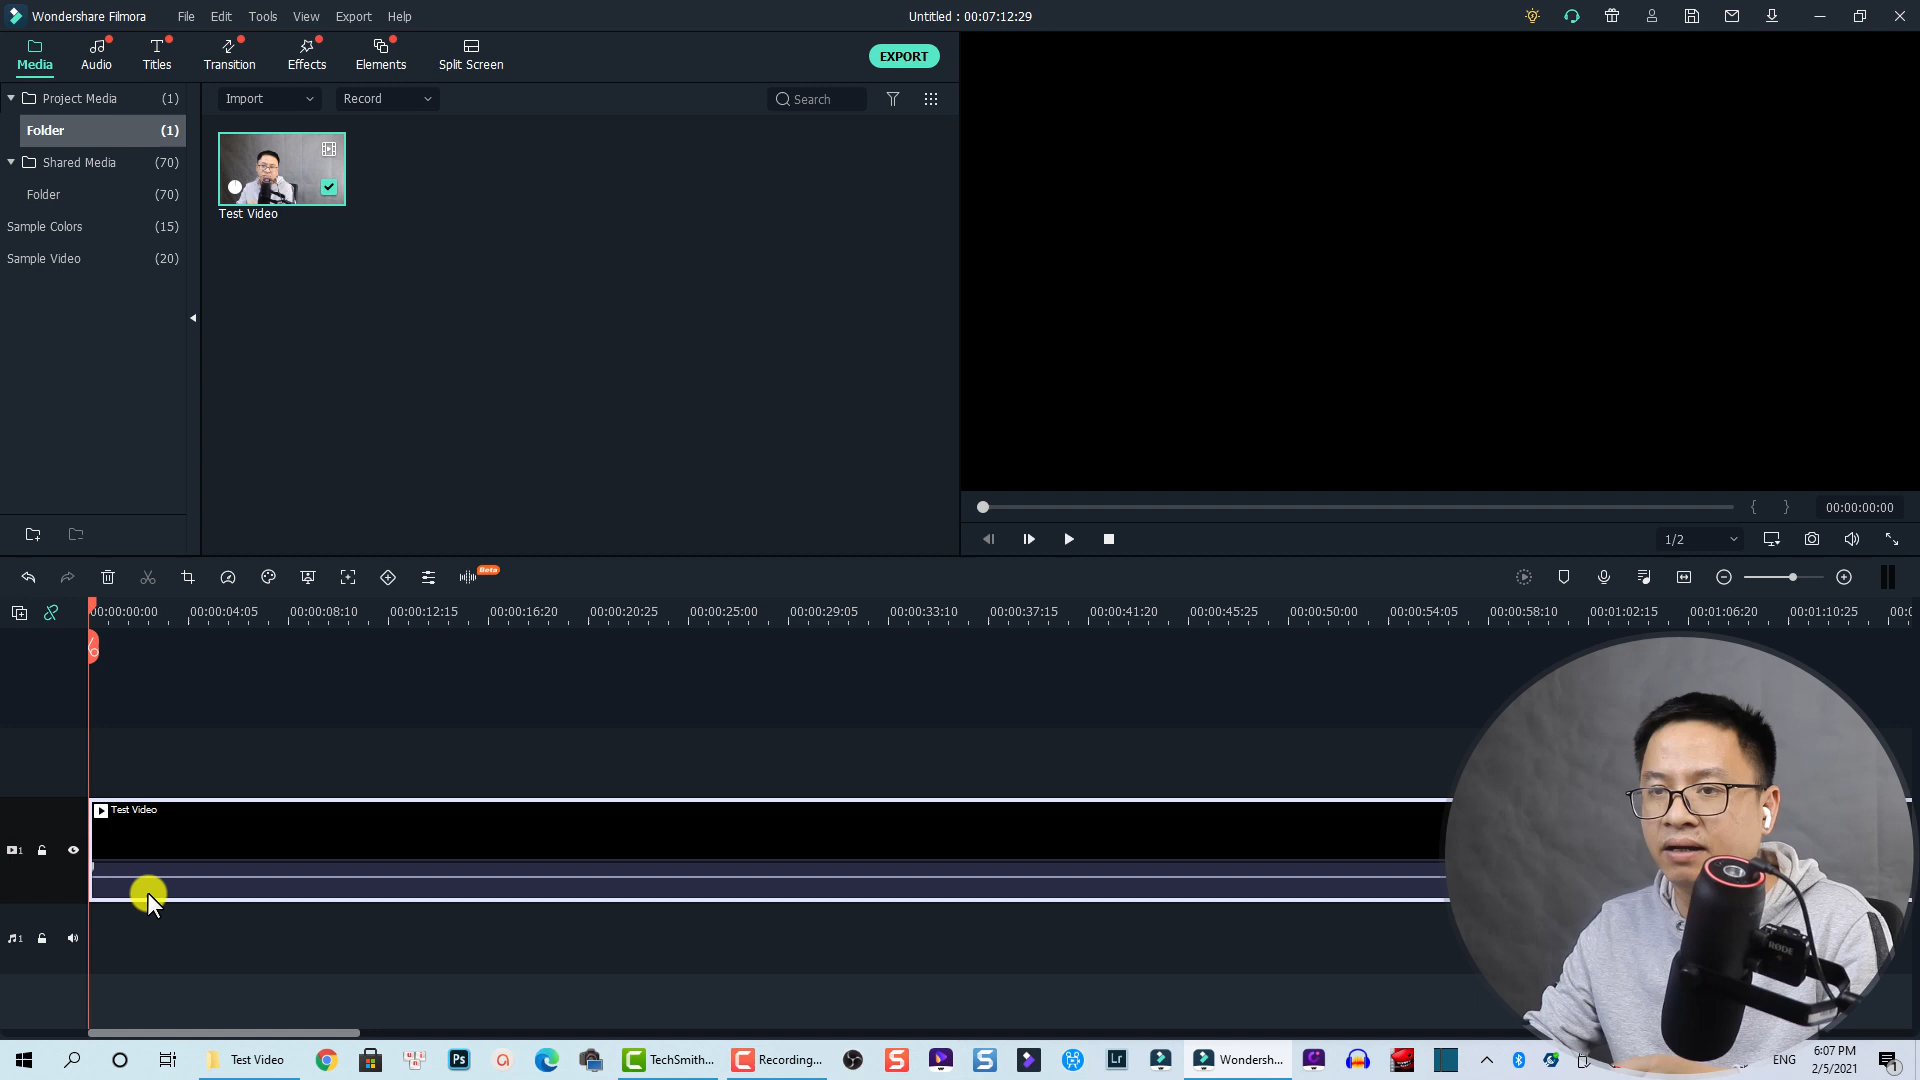 Wondershare Filmora File Edit Tools View Export Help Untitled : 00:07:12:29
Media Audio Titles Transition Effects Elements Split Screen EXPORT
Project Media (1) Import Record Search
Folder (1)
Shared Media (70)
Folder (70)
Test Video
Sample Colors (15)
Sample Video (20)
{ } 00:00:00:00
1/2
Beta
00:00:00:00 00:00:04:05 00:00:08:10 00:00:12:15 00:00:16:20 00:00:20:25 00:00:25:00 00:00:29:05 00:00:33:10 00:00:37:15 00:00:41:20 00:00:45:25 00:00:50:00 00:00:54:05 00:00:58:10 00:01:02:15 00:01:06:20 00:01:10:25
Test Video
1
1
RODE
Test Video Ps TechSmith... Recording... Lr Wondersh... ENG 6:07 PM
2/5/2021
1